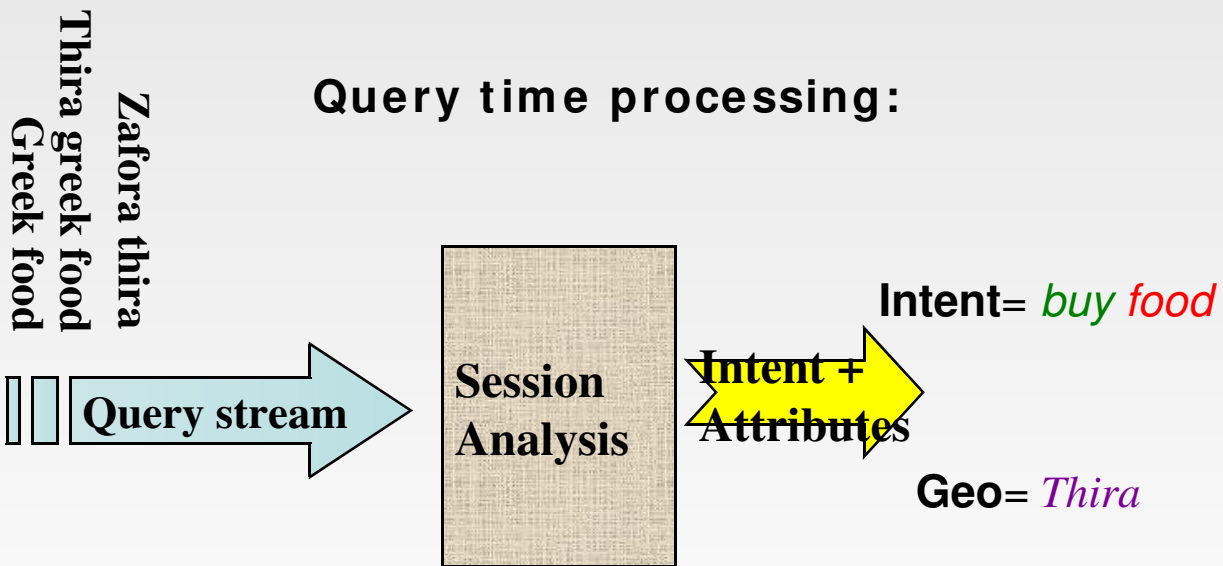 Query time processing:
Greek food
Thira greek food
Zafora thira
Query stream
Session
Analysis
Intent +
Attributes
Intent= buy food
Geo= Thira